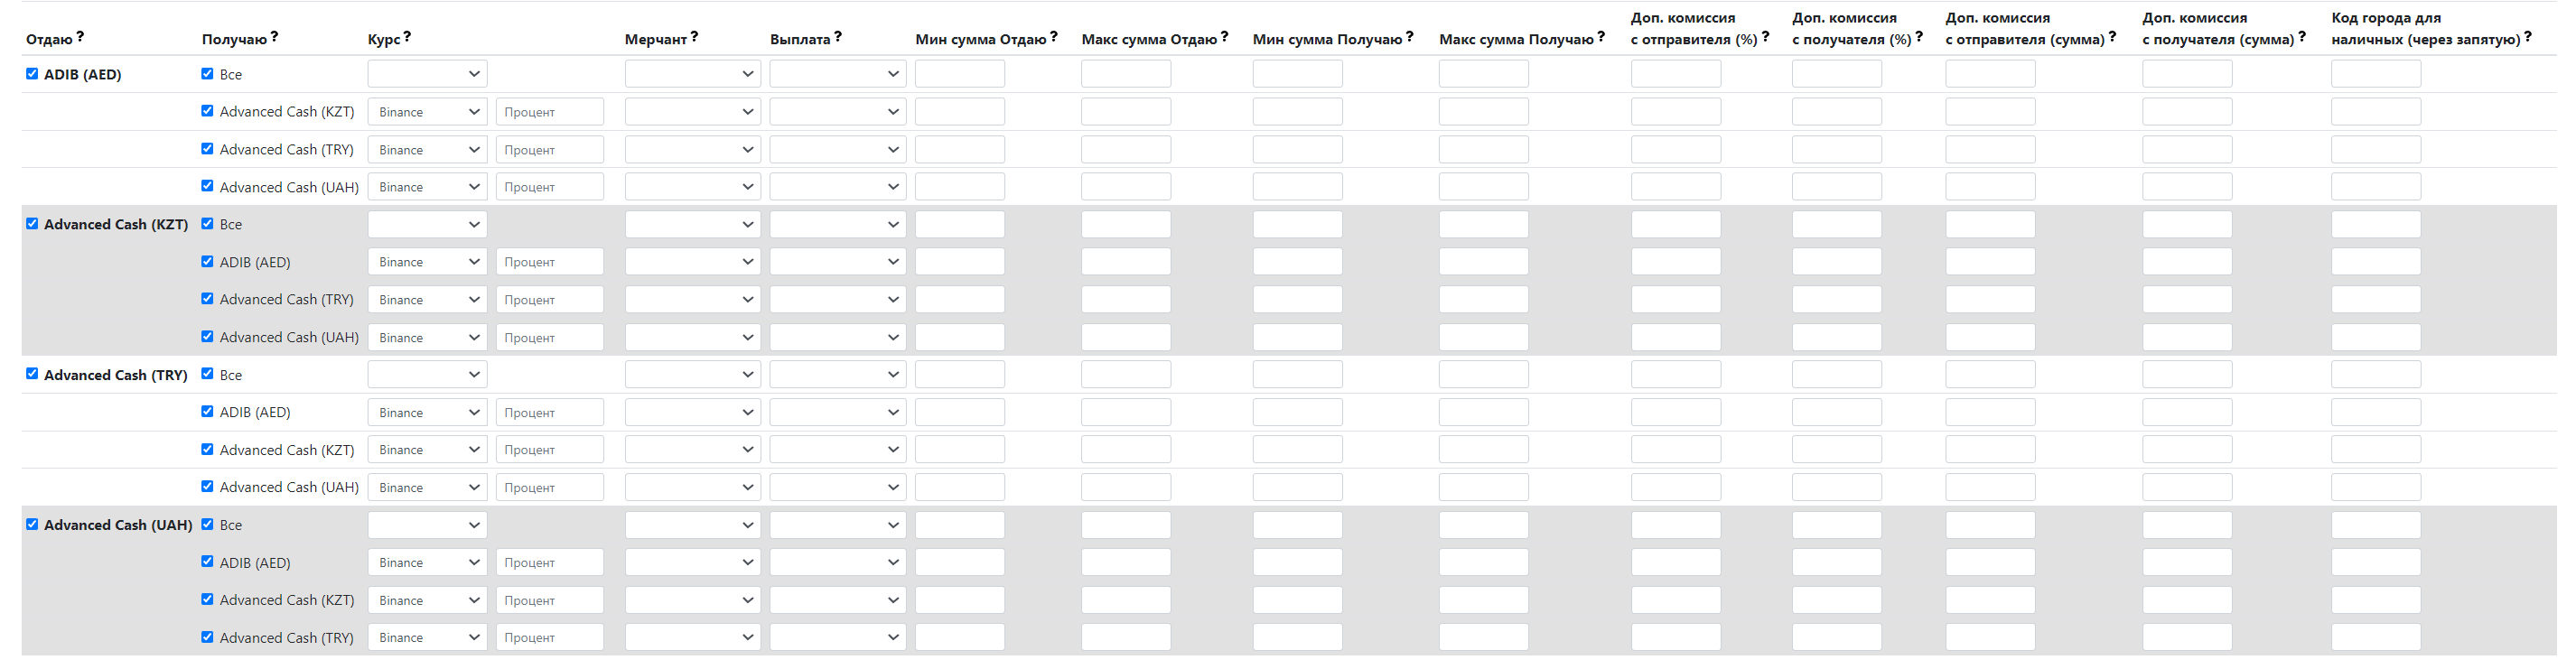 Отдаю ? Получаю ? Курс ? Мерчант ? Выплата ? Мин сумма Отдаю ? Макс сумма Отдаю ? Мин сумма Получаю ? Макс сумма Получаю ? Доп. комиссия с отправителя (%) ? Доп. комиссия с получателя (%) ? Доп. комиссия с отправителя (сумма) ? Доп. комиссия с получателя (сумма) ? Код города для наличных (через запятую) ?
ADIB (AED) Все
Advanced Cash (KZT) Binance Процент
Advanced Cash (TRY) Binance Процент
Advanced Cash (UAH) Binance Процент
Advanced Cash (KZT) Все
ADIB (AED) Binance Процент
Advanced Cash (TRY) Binance Процент
Advanced Cash (UAH) Binance Процент
Advanced Cash (TRY) Все
ADIB (AED) Binance Процент
Advanced Cash (KZT) Binance Процент
Advanced Cash (UAH) Binance Процент
Advanced Cash (UAH) Все
ADIB (AED) Binance Процент
Advanced Cash (KZT) Binance Процент
Advanced Cash (TRY) Binance Процент